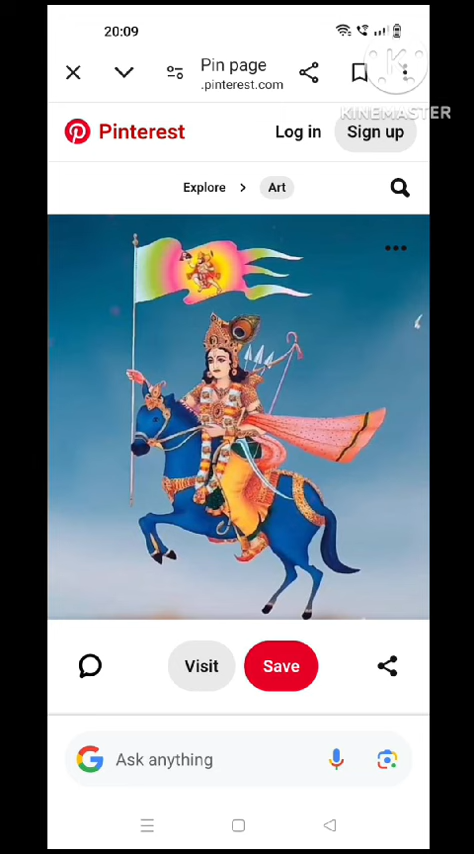 20:09
Pin page
.pinterest.com
KINEMASTER
Pinterest
Log in
Sign up
Explore > Art
Visit
Save
Ask anything